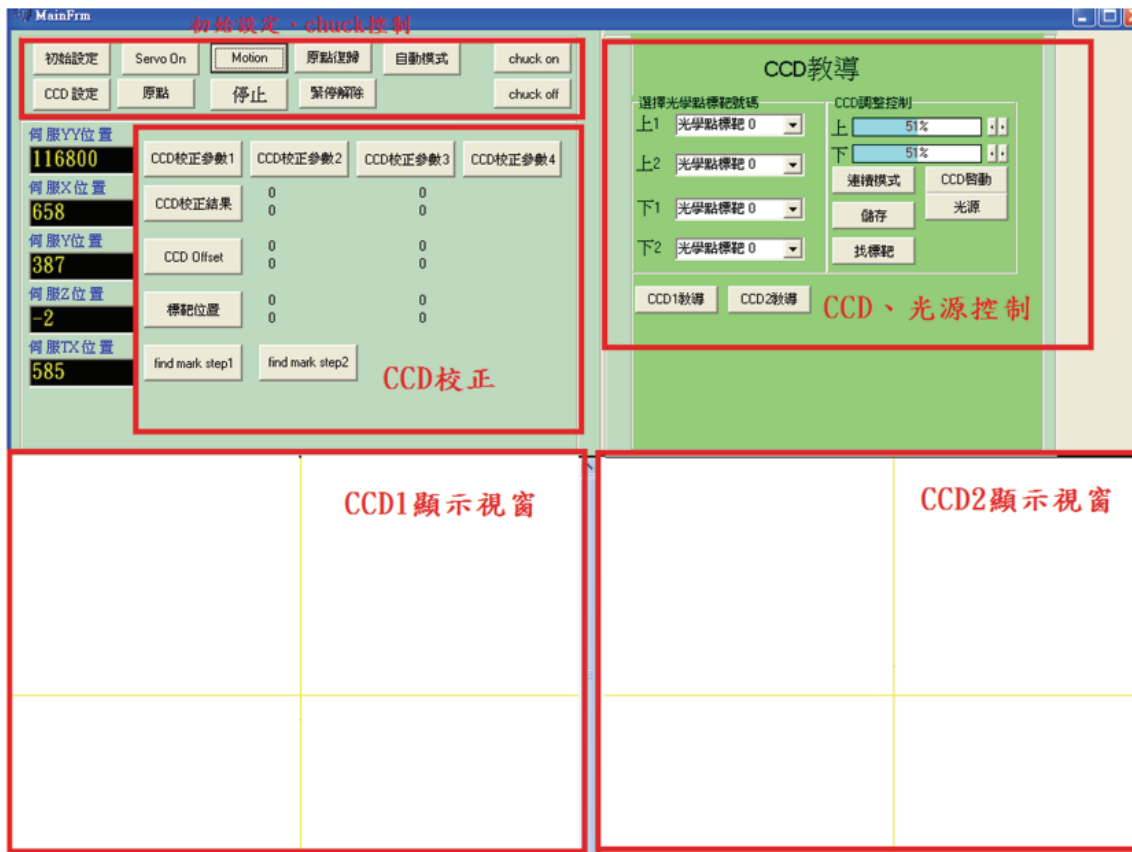 MainFrm
初始設定、chuck控制
初始設定 Servo On Motion 原點復歸 自動模式 chuck on
CCD 設定 原點 停止 緊停解除 chuck off
伺服YY位置
116800
伺服X位置
658
伺服Y位置
387
伺服Z位置
-2
伺服TX位置
585
CCD校正參數1 CCD校正參數2 CCD校正參數3 CCD校正參數4
CCD校正結果 0 0
0 0
CCD Offset 0 0
0 0
標靶位置 0 0
0 0
find mark step1 find mark step2
CCD校正
CCD教導
選擇光學點標靶號碼
上1 光學點標靶 0
上2 光學點標靶 0
下1 光學點標靶 0
下2 光學點標靶 0
CCD調整控制
上 51%
下 51%
連續模式 CCD啓動
儲存 光源
找標靶
CCD1教導 CCD2教導
CCD、光源控制
CCD1顯示視窗
CCD2顯示視窗